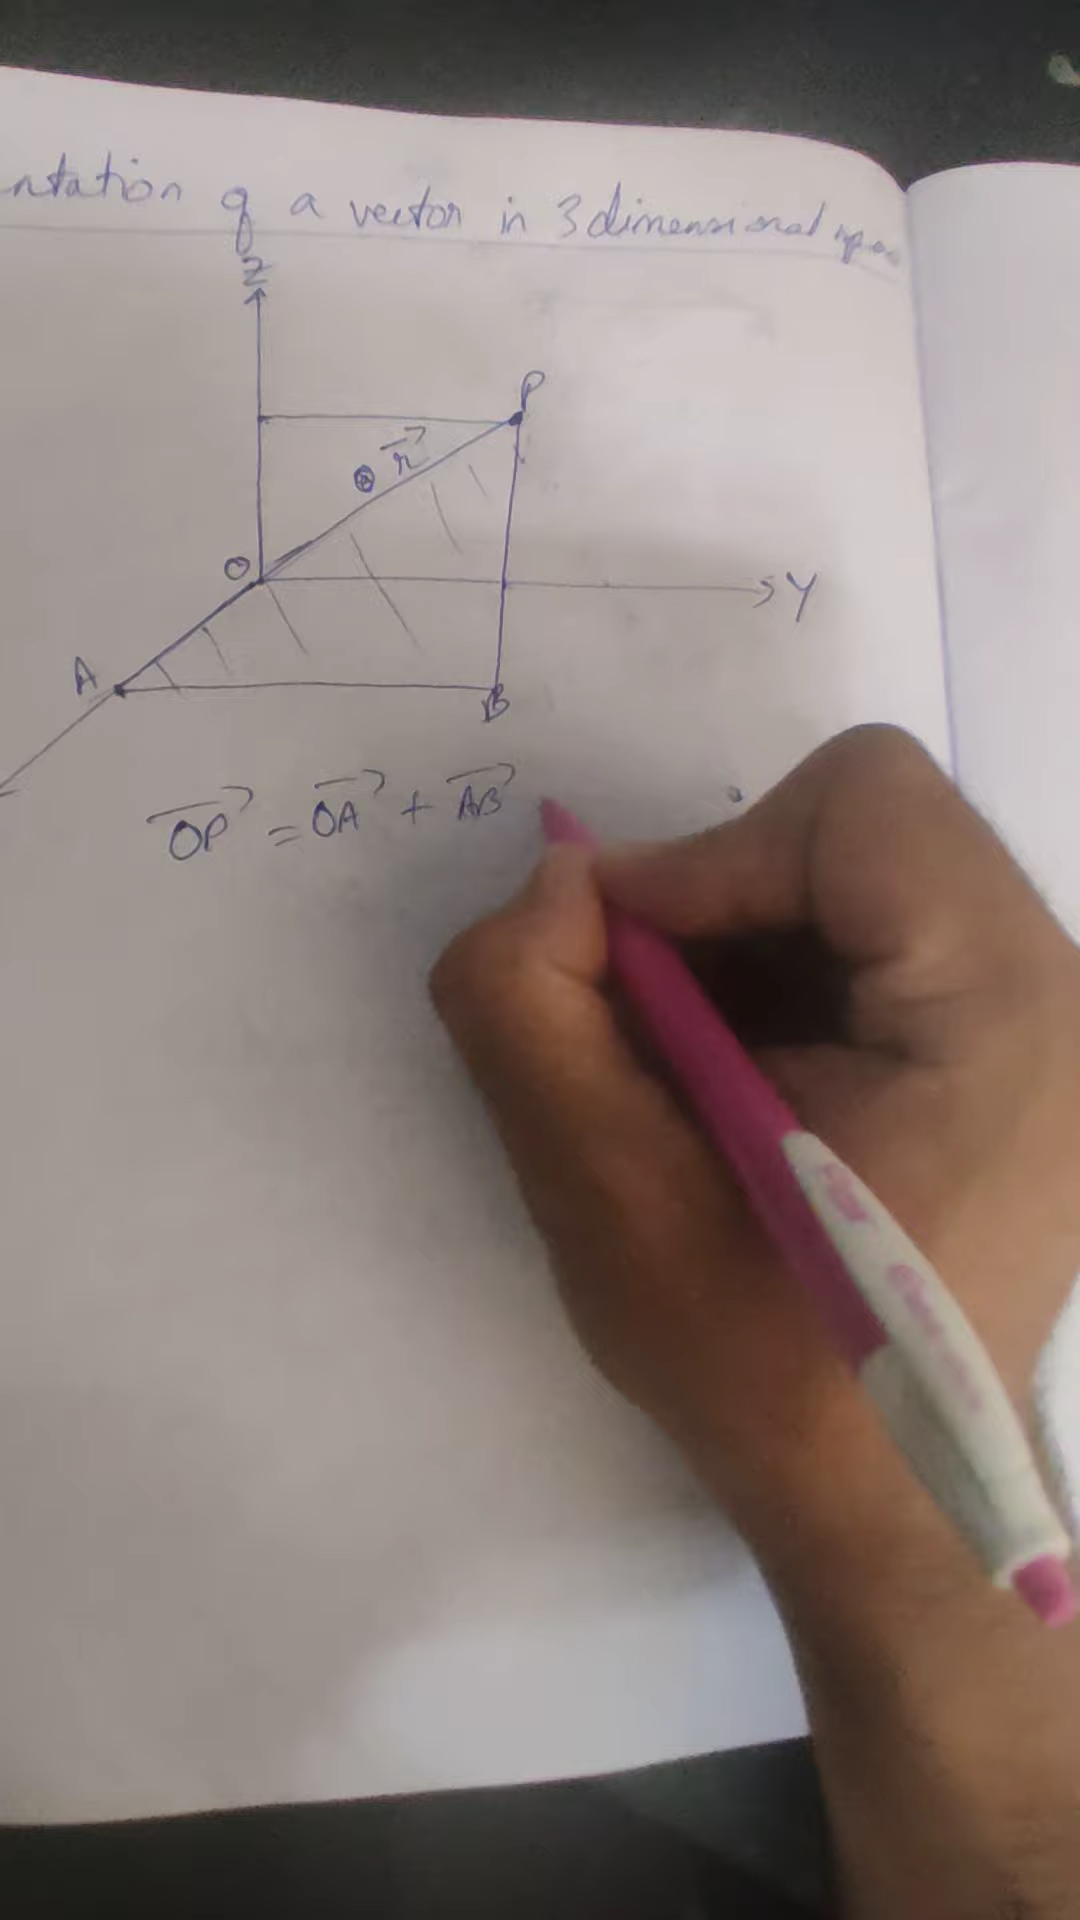 ntation of a vector in 3 dimensional
Z
P
r
O
Y
A
B
OP = OA + AB